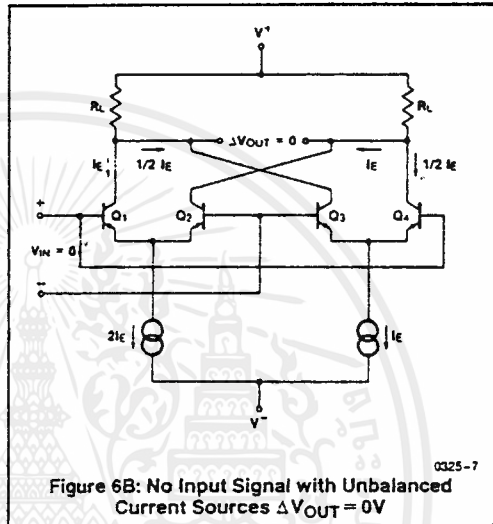 V+
RL
RL
ΔVOUT = 0
IE
1/2 IE
IE
1/2 IE
+
Q1
Q2
Q3
Q4
VIN = 0
−
2IE
IE
V−
0325-7
Figure 6B: No Input Signal with Unbalanced
Current Sources ΔVOUT = 0V